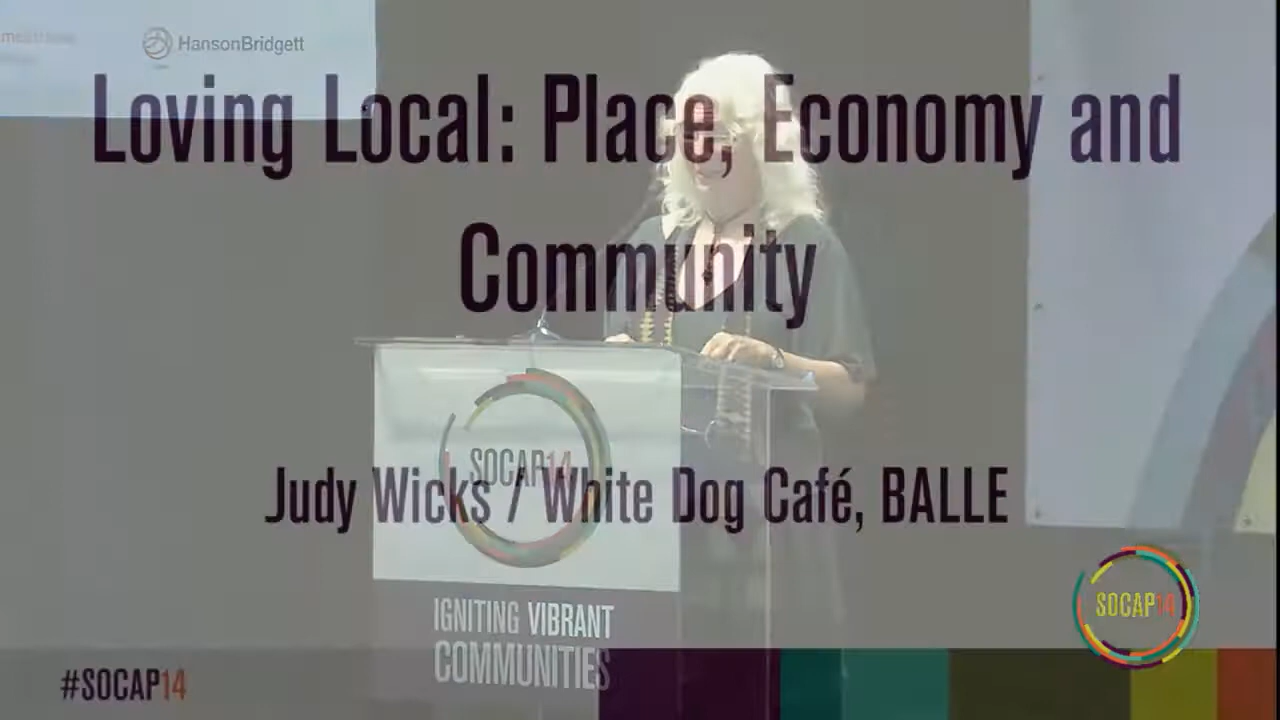 HansonBridgett
Loving Local: Place, Economy and
Community
SOCAP14
Judy Wicks / White Dog Café, BALLE
SOCAP14
IGNITING VIBRANT
COMMUNITIES
#SOCAP14